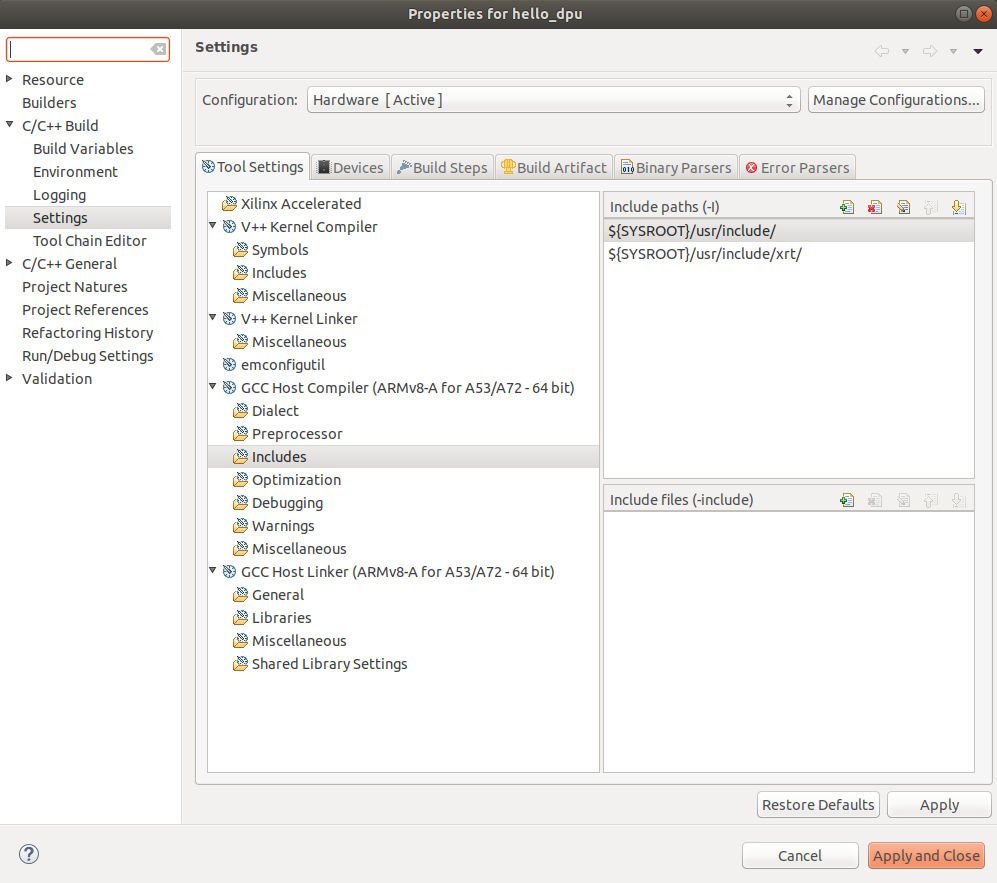 Properties for hello_dpu
Resource
Builders
C/C++ Build
Build Variables
Environment
Logging
Settings
Tool Chain Editor
C/C++ General
Project Natures
Project References
Refactoring History
Run/Debug Settings
Validation
Settings
Configuration: Hardware [ Active ] Manage Configurations...
Tool Settings Devices Build Steps Build Artifact Binary Parsers Error Parsers
Xilinx Accelerated
V++ Kernel Compiler
Symbols
Includes
Miscellaneous
V++ Kernel Linker
Miscellaneous
emconfigutil
GCC Host Compiler (ARMv8-A for A53/A72 - 64 bit)
Dialect
Preprocessor
Includes
Optimization
Debugging
Warnings
Miscellaneous
GCC Host Linker (ARMv8-A for A53/A72 - 64 bit)
General
Libraries
Miscellaneous
Shared Library Settings
Include paths (-I)
${SYSROOT}/usr/include/
${SYSROOT}/usr/include/xrt/
Include files (-include)
Restore Defaults Apply
Cancel Apply and Close